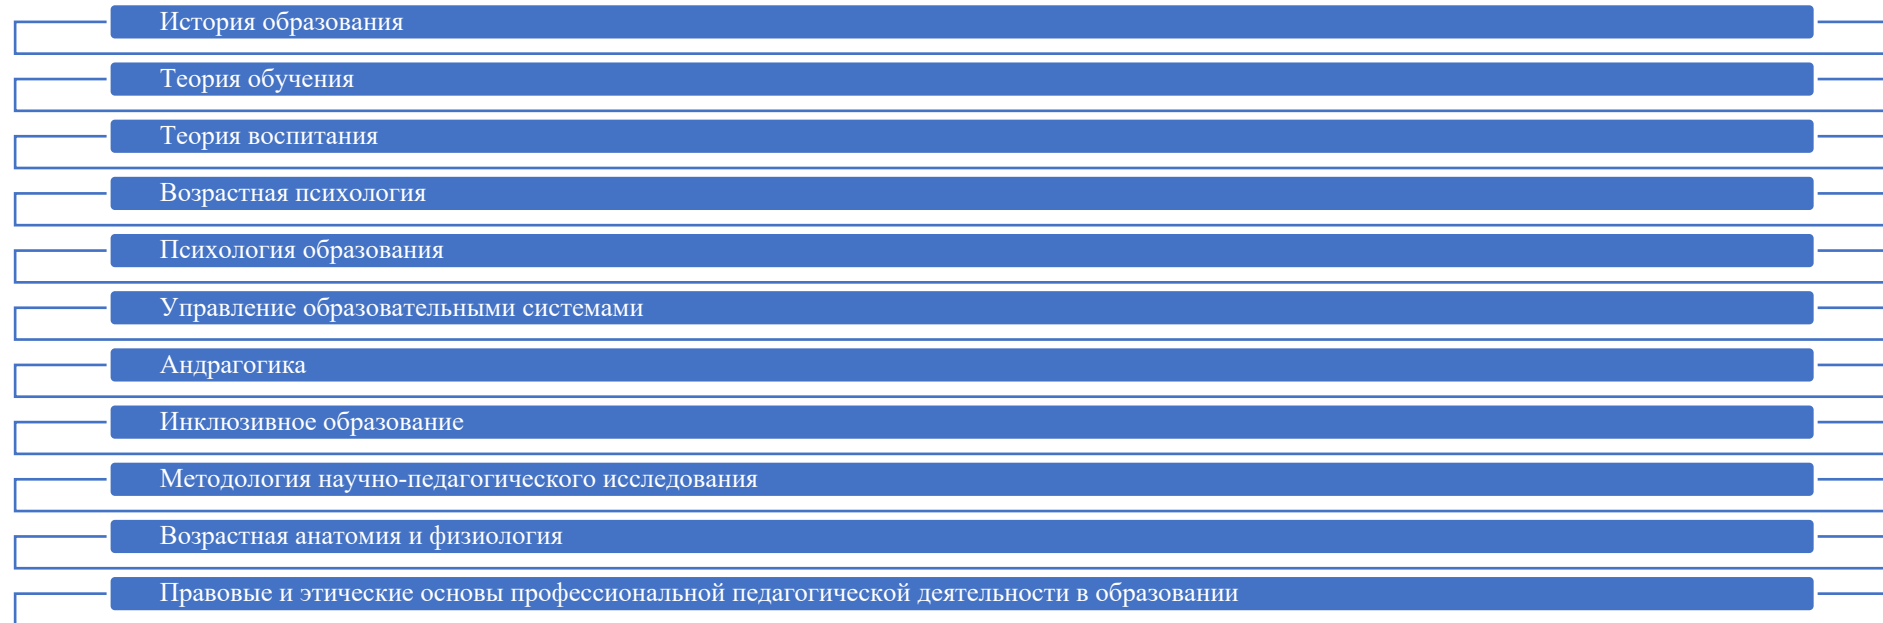 История образования
Теория обучения
Теория воспитания
Возрастная психология
Психология образования
Управление образовательными системами
Андрагогика
Инклюзивное образование
Методология научно-педагогического исследования
Возрастная анатомия и физиология
Правовые и этические основы профессиональной педагогической деятельности в образовании